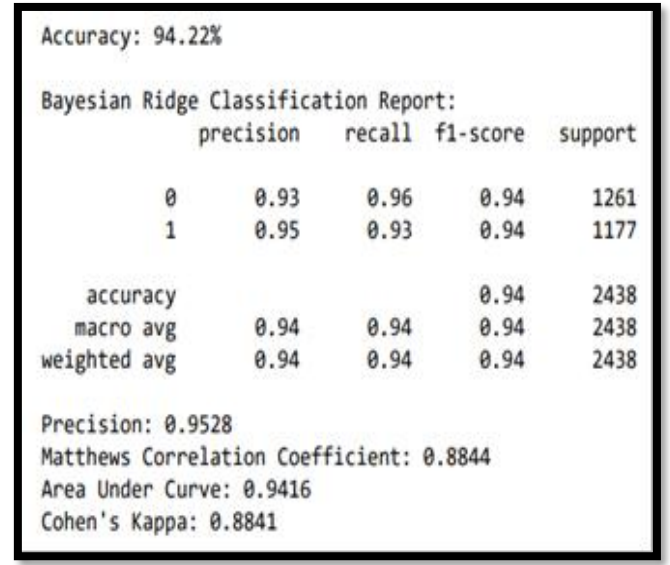 Accuracy: 94.22%
Bayesian Ridge Classification Report:
precision recall f1-score support
0 0.93 0.96 0.94 1261
1 0.95 0.93 0.94 1177
accuracy 0.94 2438
macro avg 0.94 0.94 0.94 2438
weighted avg 0.94 0.94 0.94 2438
Precision: 0.9528
Matthews Correlation Coefficient: 0.8844
Area Under Curve: 0.9416
Cohen's Kappa: 0.8841